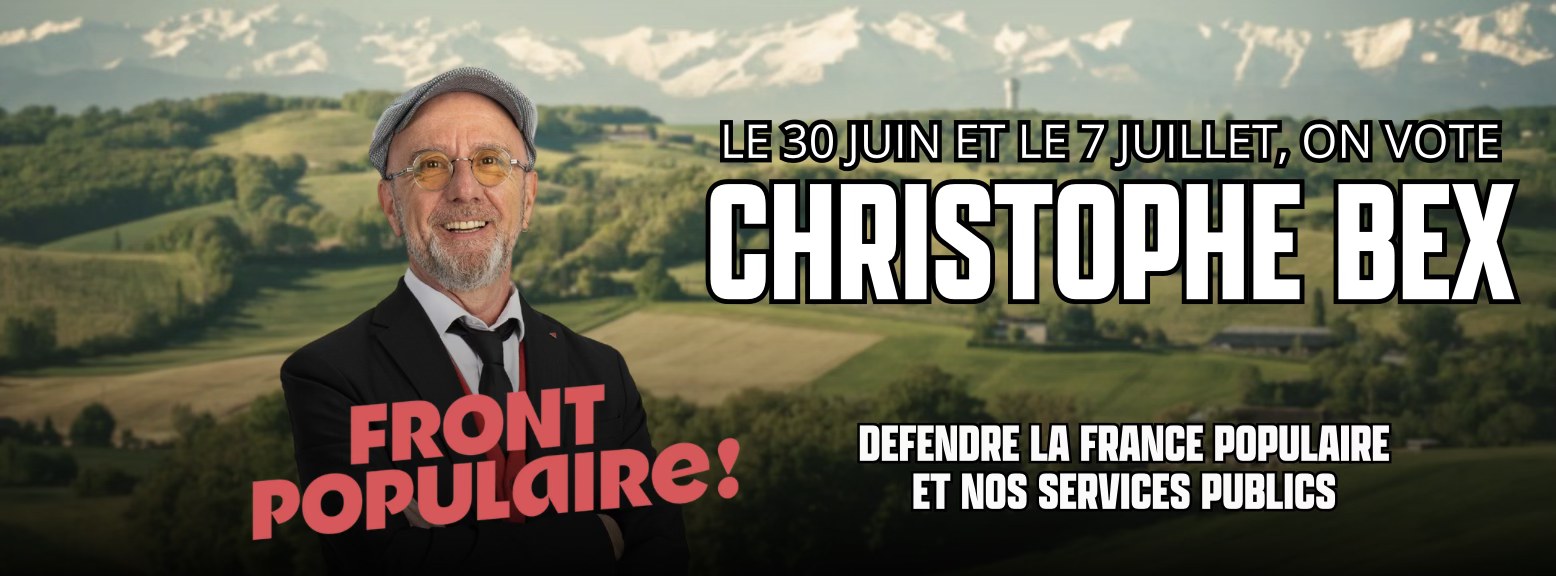 LE 30 JUIN ET LE 7 JUILLET, ON VOTE
CHRISTOPHE BEX
FRONT
POPULAIRE!
DEFENDRE LA FRANCE POPULAIRE
ET NOS SERVICES PUBLICS